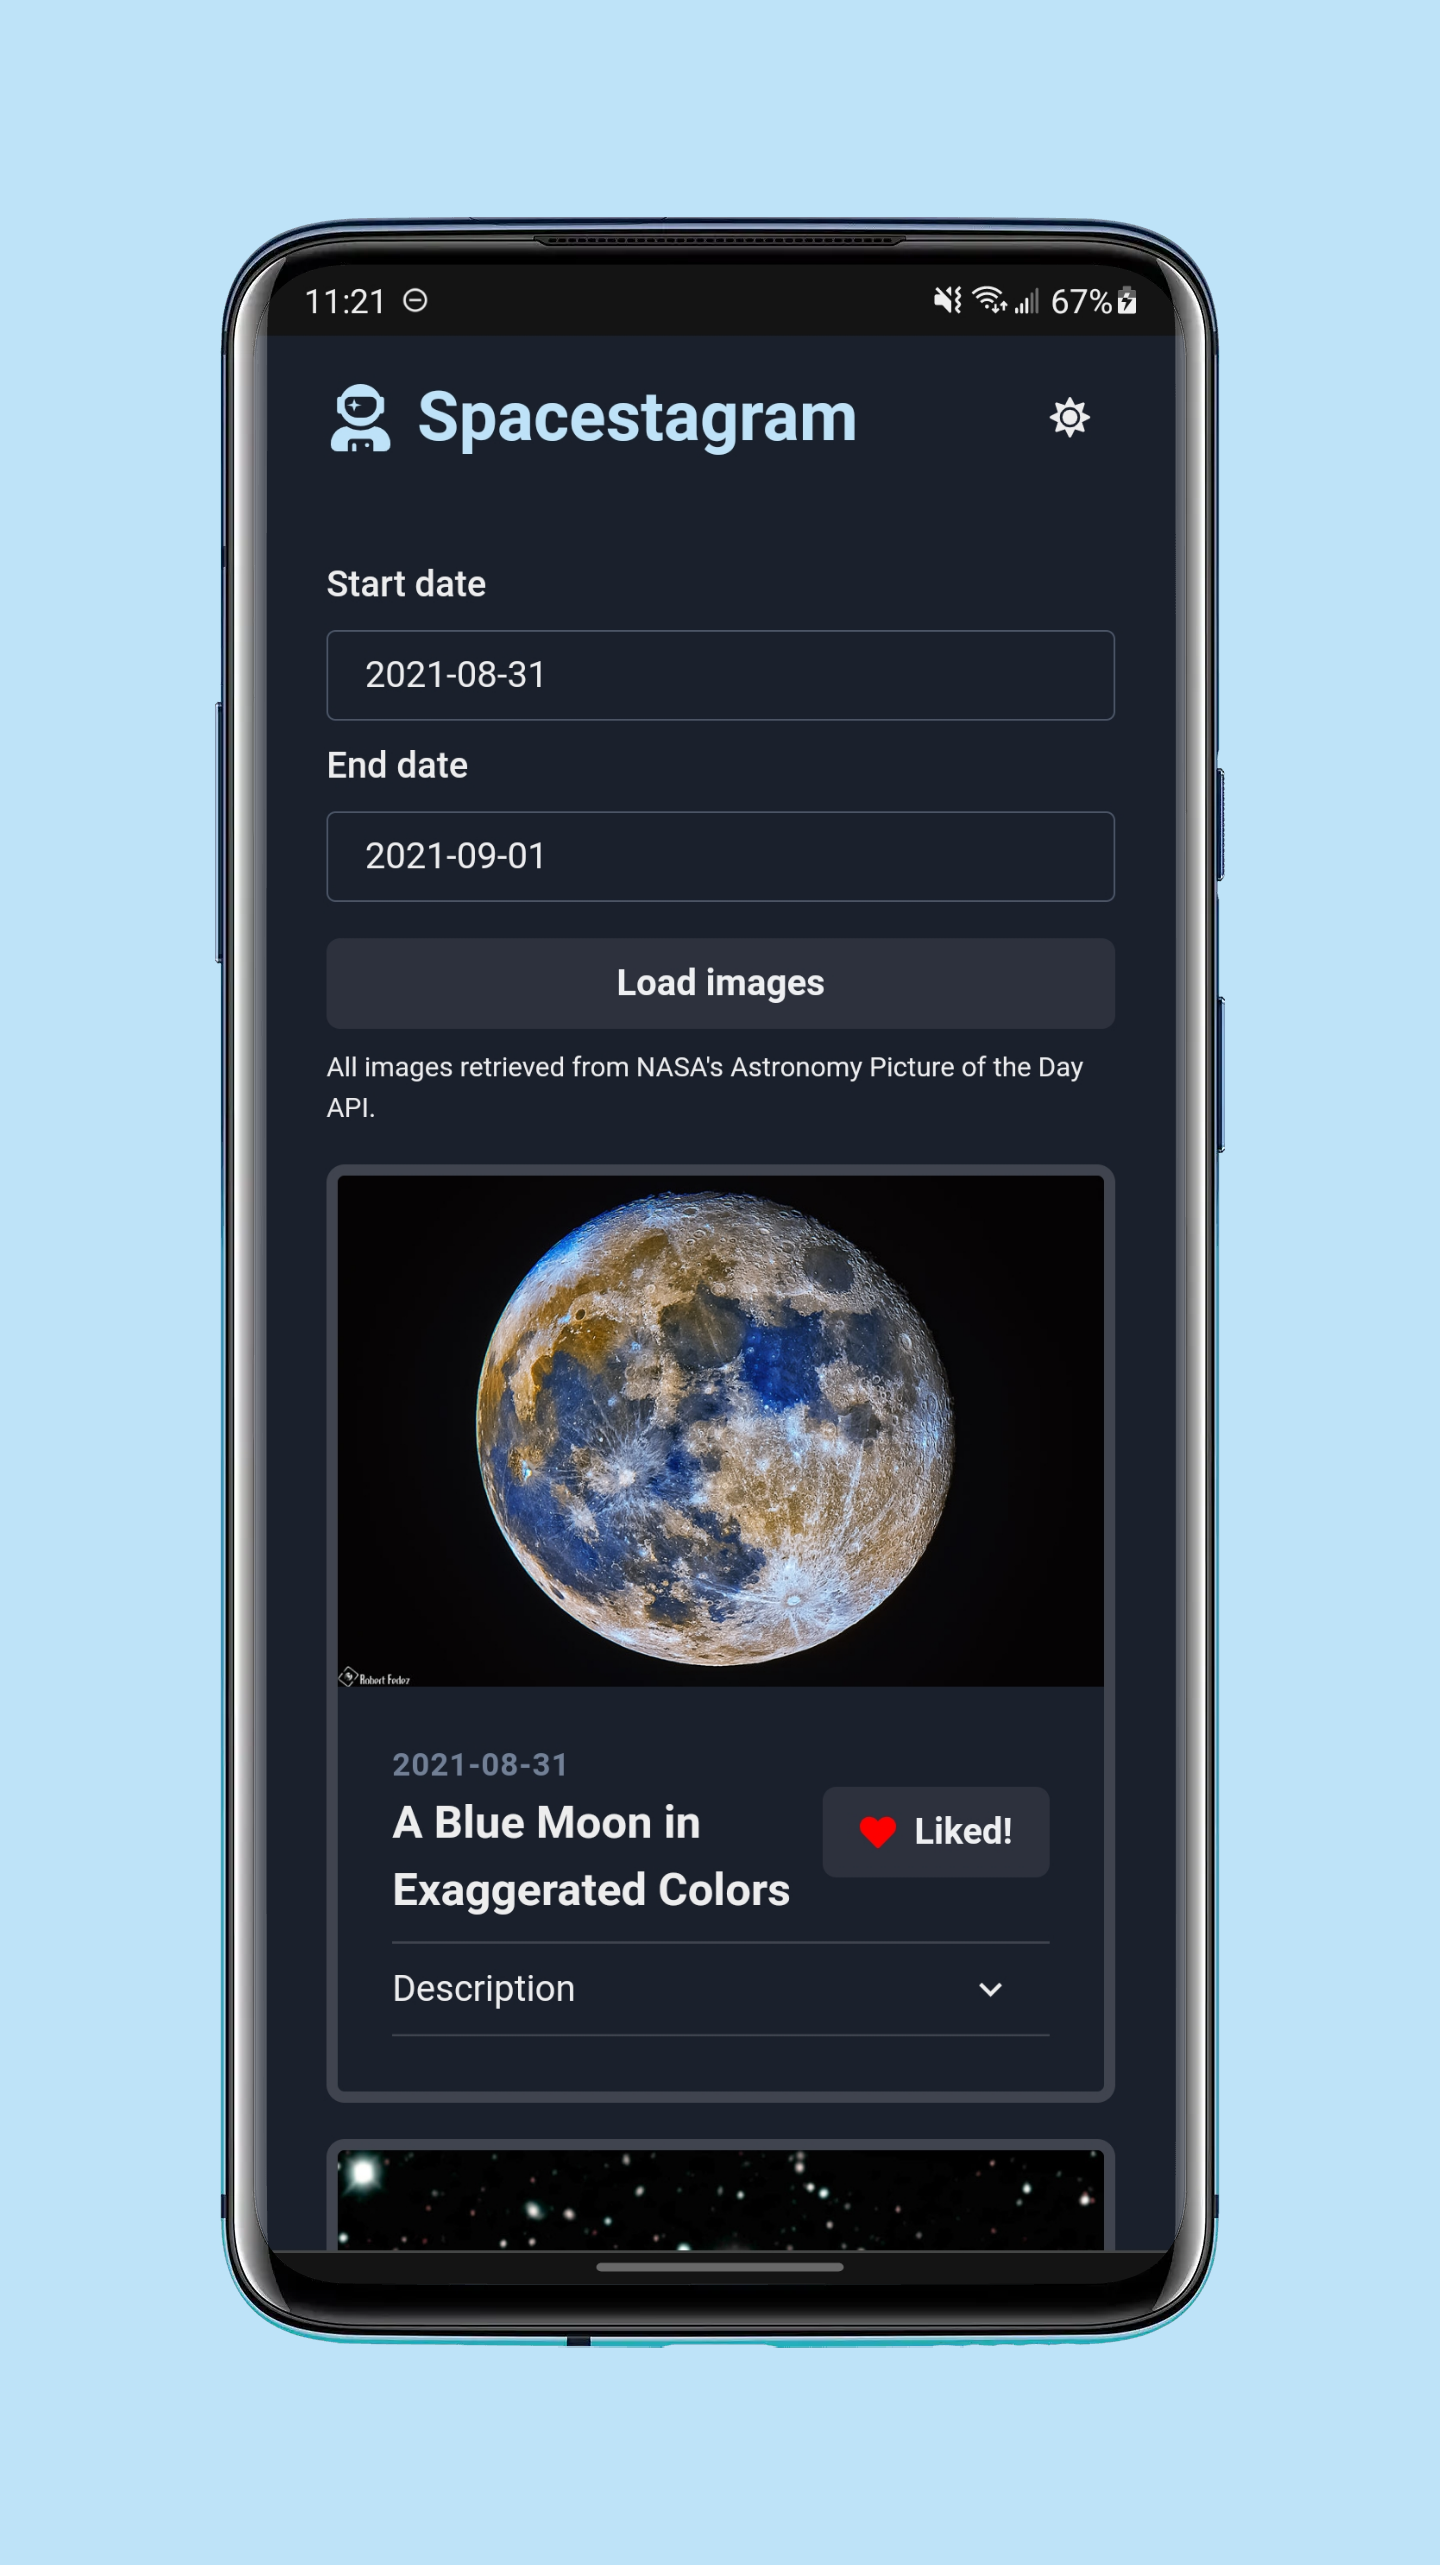 11:21
67%
Spacestagram
Start date
2021-08-31
End date
2021-09-01
Load images
All images retrieved from NASA's Astronomy Picture of the Day
API.
Robert Fedez
2021-08-31
A Blue Moon in
Exaggerated Colors
Liked!
Description